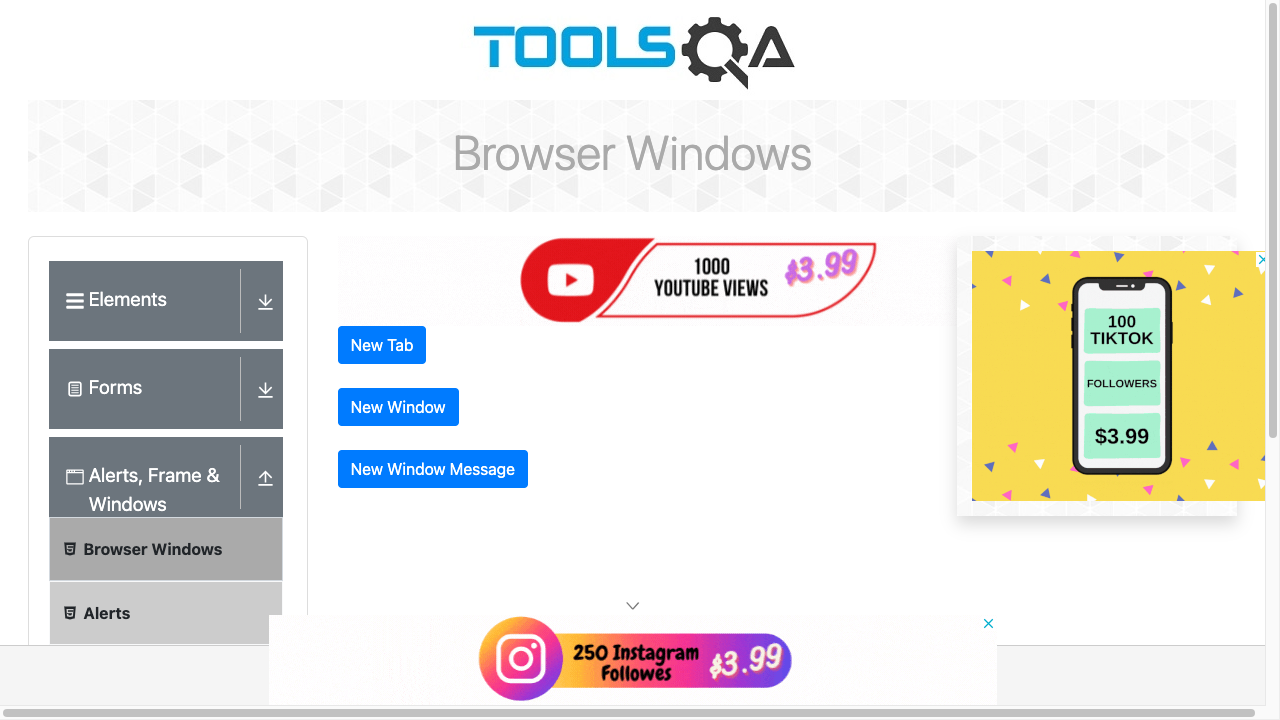 TOOLSQA
Browser Windows
Elements
Forms
Alerts, Frame &
Windows
Browser Windows
Alerts
1000
YOUTUBE VIEWS
$3.99
New Tab
New Window
New Window Message
100
TIKTOK
FOLLOWERS
$3.99
250 Instagram
Followes
$3.99